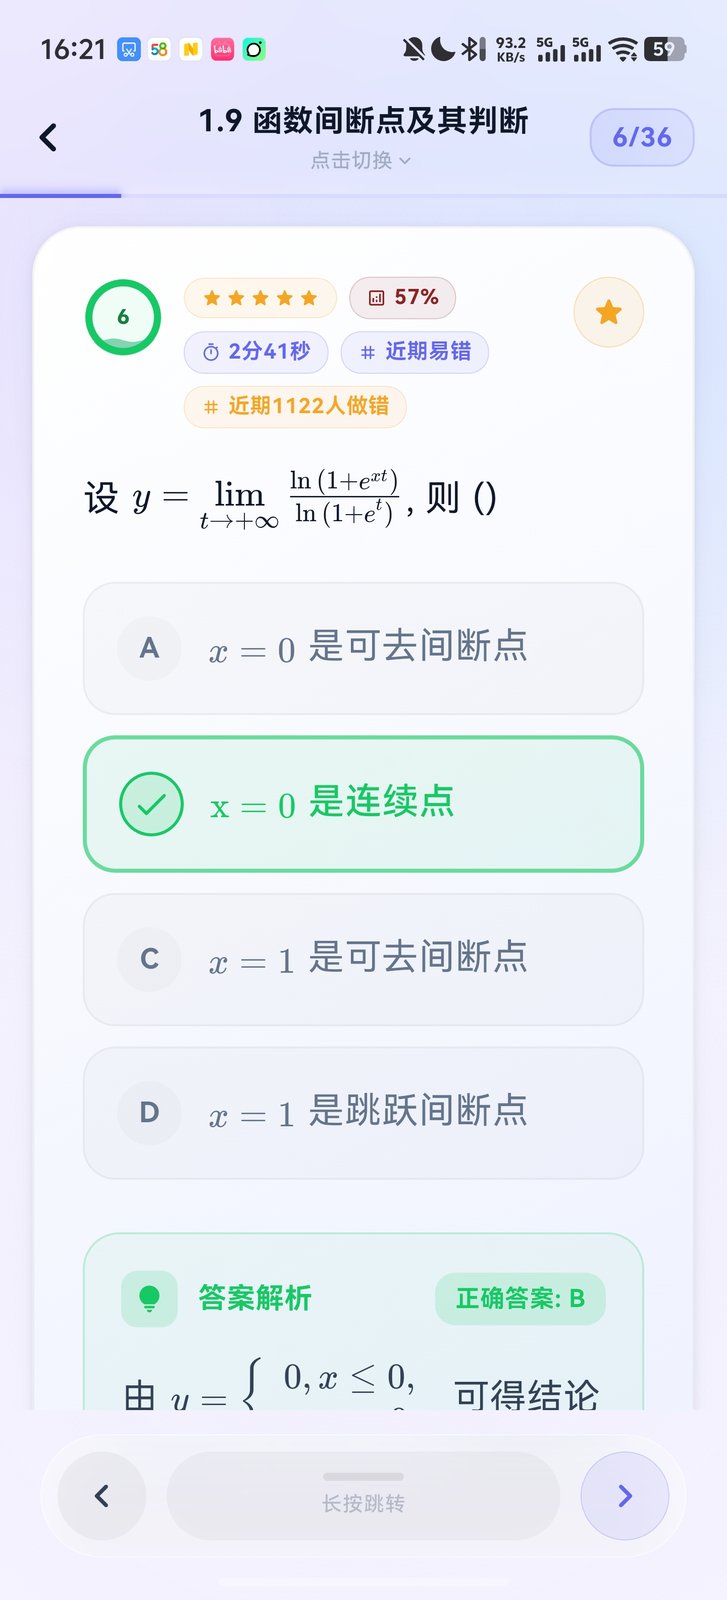 16:21 58 N 93.2 KB/s 5G 5G 59
1.9 函数间断点及其判断
点击切换
6/36
6
57%
2分41秒
# 近期易错
# 近期1122人做错
设 y = lim_{t→+∞} \frac{ln (1+e^{xt})}{ln (1+e^t)}, 则 ()
A x = 0 是可去间断点
x = 0 是连续点
C x = 1 是可去间断点
D x = 1 是跳跃间断点
答案解析
正确答案: B
由 y = { 0, x ≤ 0, 可得结论
长按跳转